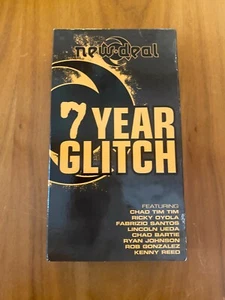 new deal
7 YEAR
GLITCH
FEATURING
CHAD TIM TIM
RICKY OYOLA
FABRIZIO SANTOS
LINCOLN UEDA
CHAD BARTIE
RYAN JOHNSON
ROB GONZALEZ
KENNY REED